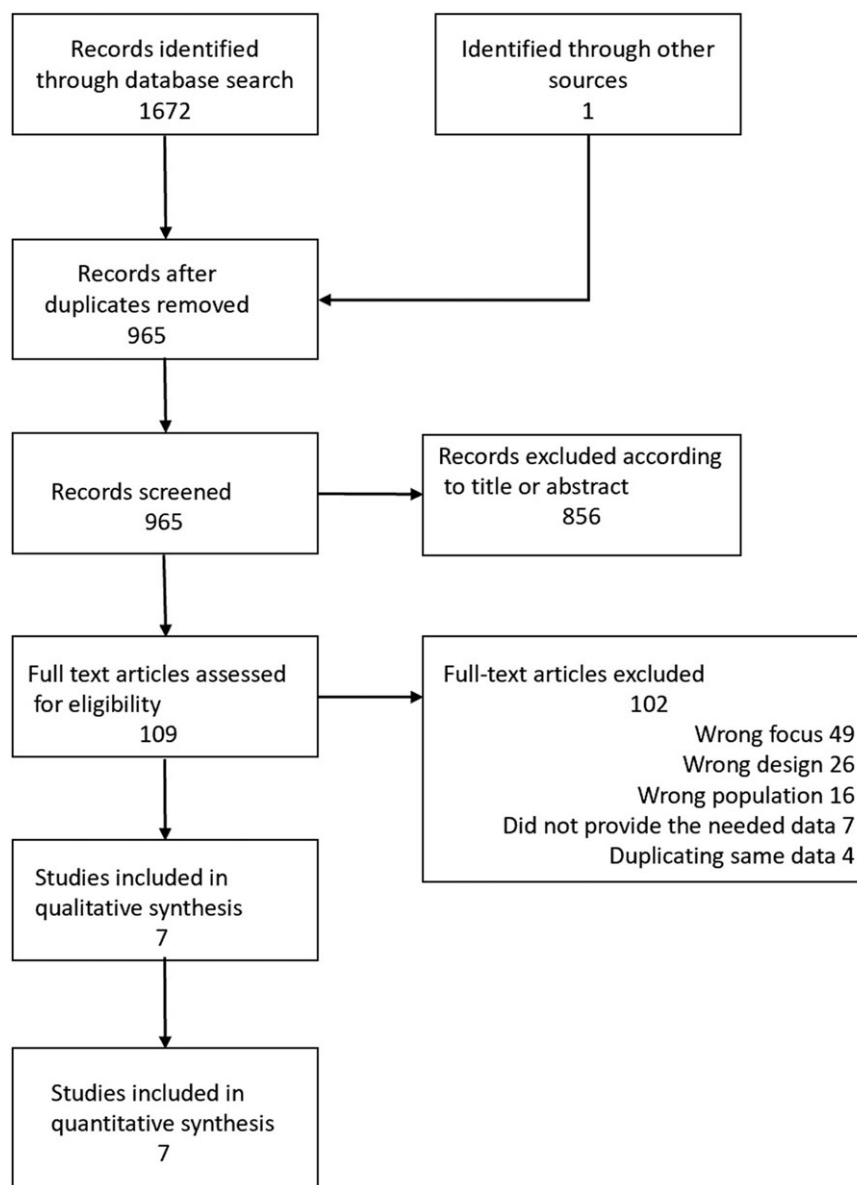 Records identified
through database search
1672
Identified through other
sources
1
Records after
duplicates removed
965
Records screened
965
Records excluded according
to title or abstract
856
Full text articles assessed
for eligibility
109
Full-text articles excluded
102
Wrong focus 49
Wrong design 26
Wrong population 16
Did not provide the needed data 7
Duplicating same data 4
Studies included in
qualitative synthesis
7
Studies included in
quantitative synthesis
7